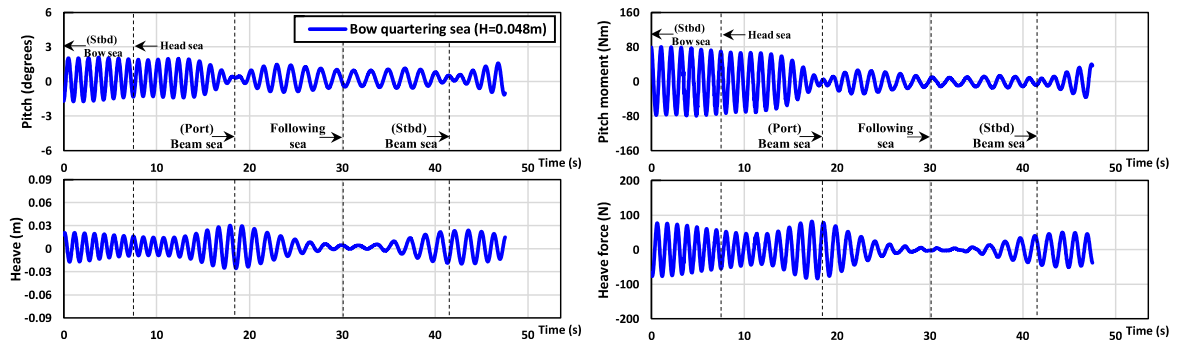 Bow quartering sea (H=0.048m)
Pitch (degrees)
6
3
0
-3
-6
(Stbd)
Bow sea
Head sea
(Port)
Beam sea
Following
sea
(Stbd)
Beam sea
0
10
20
30
40
50
Time (s)
Pitch moment (Nm)
160
80
0
-80
-160
(Stbd)
Bow sea
Head sea
(Port)
Beam sea
Following
sea
(Stbd)
Beam sea
0
10
20
30
40
50
Time (s)
Heave (m)
0.09
0.06
0.03
0
-0.03
-0.06
-0.09
0
10
20
30
40
50
Time (s)
Heave force (N)
200
100
0
-100
-200
0
10
20
30
40
50
Time (s)